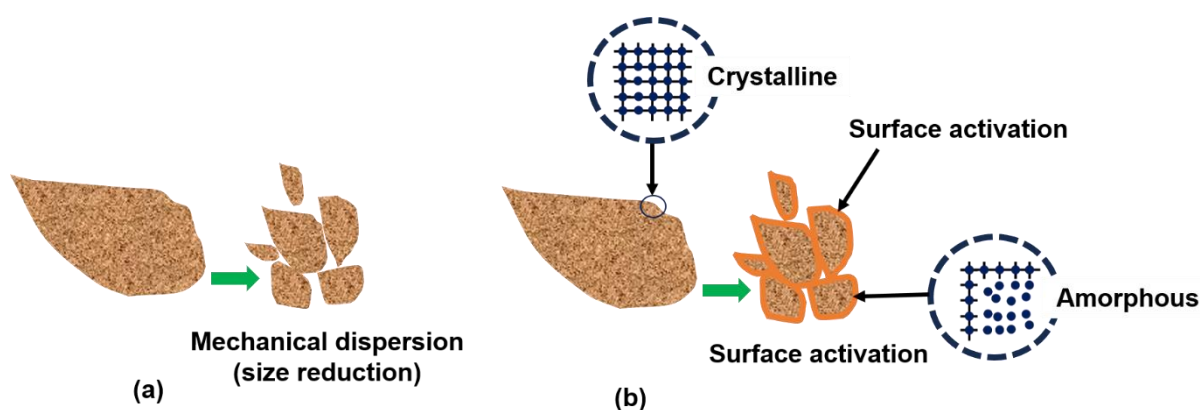 Mechanical dispersion
(size reduction)
(a)
Crystalline
Surface activation
Amorphous
Surface activation
(b)